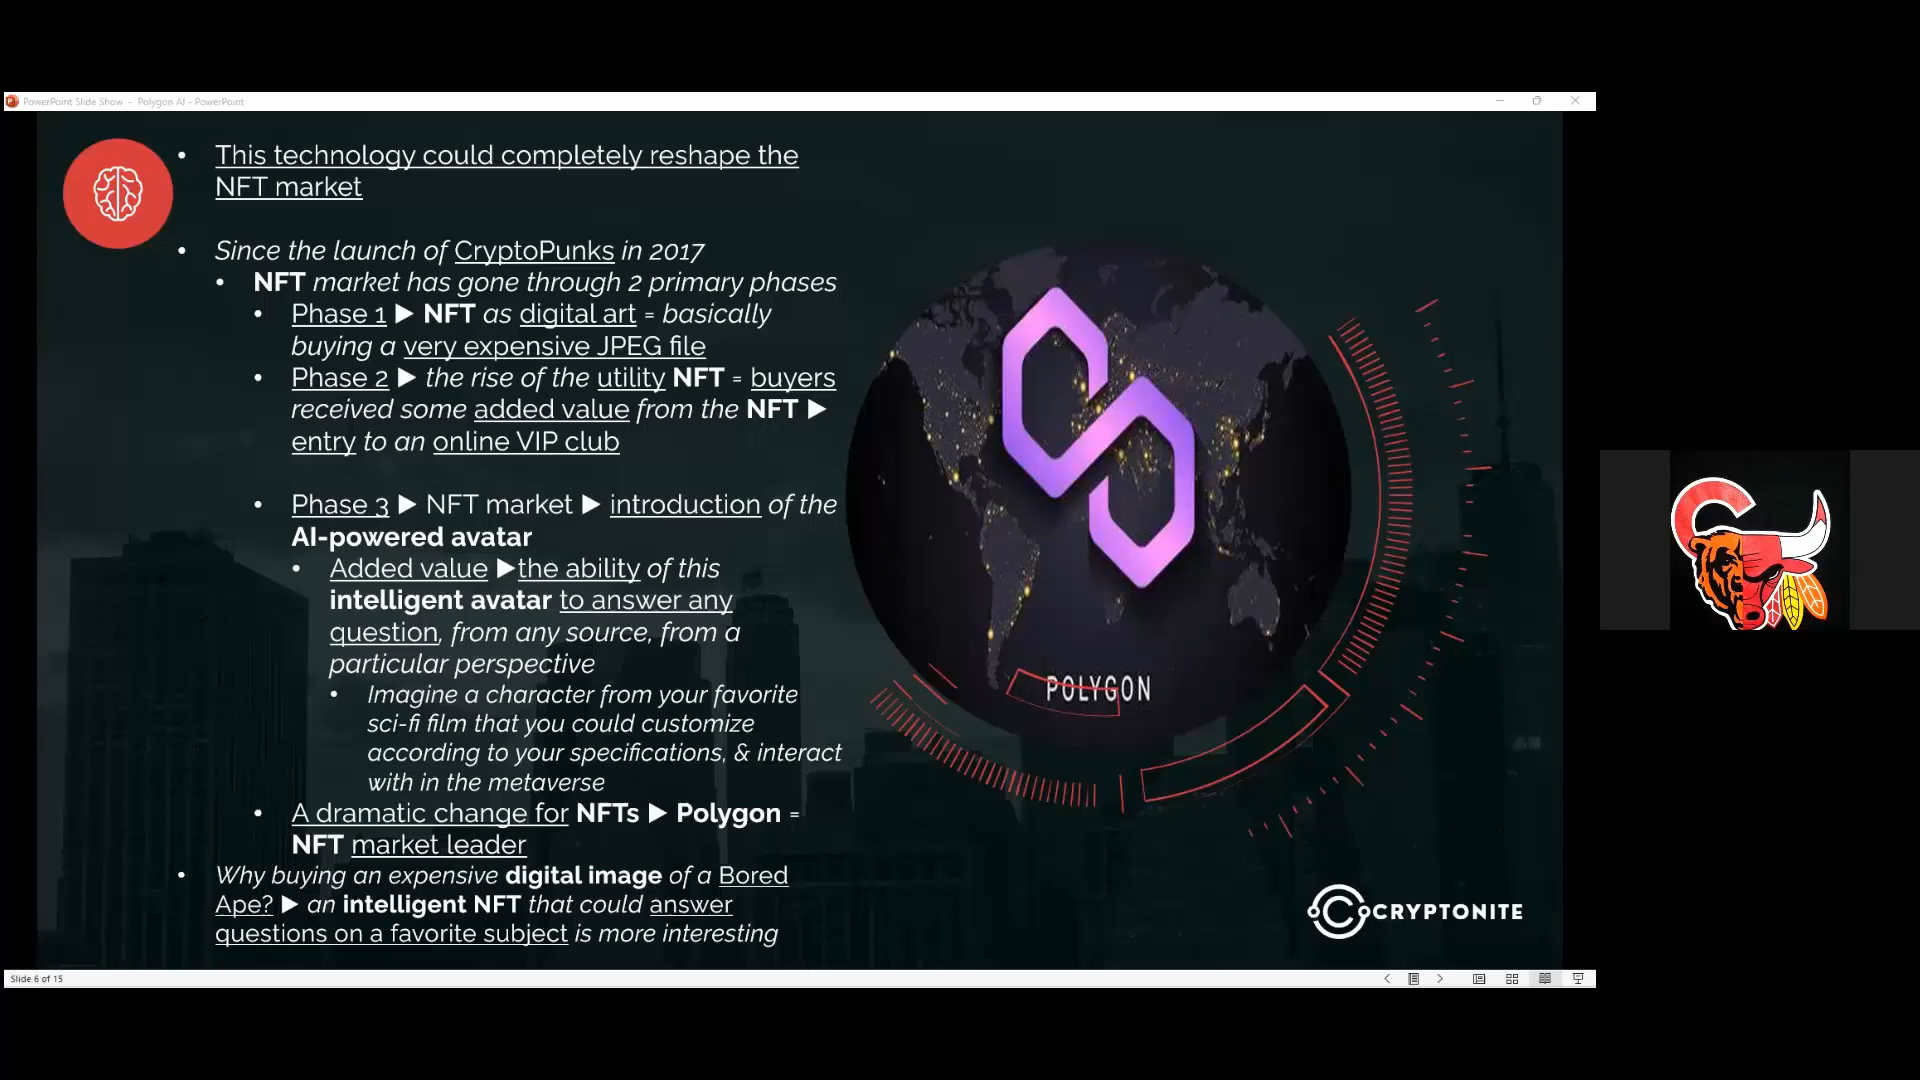 PowerPoint Slide Show - Polygon AI - PowerPoint
• This technology could completely reshape the
NFT market
• Since the launch of CryptoPunks in 2017
• NFT market has gone through 2 primary phases
• Phase 1 ► NFT as digital art = basically
buying a very expensive JPEG file
• Phase 2 ► the rise of the utility NFT = buyers
received some added value from the NFT ►
entry to an online VIP club
• Phase 3 ► NFT market ► introduction of the
AI-powered avatar
• Added value ►the ability of this
intelligent avatar to answer any
question, from any source, from a
particular perspective
• Imagine a character from your favorite
sci-fi film that you could customize
according to your specifications, & interact
with in the metaverse
• A dramatic change for NFTs ► Polygon =
NFT market leader
• Why buying an expensive digital image of a Bored
Ape? ► an intelligent NFT that could answer
questions on a favorite subject is more interesting
POLYGON
CRYPTONITE
Slide 6 of 15